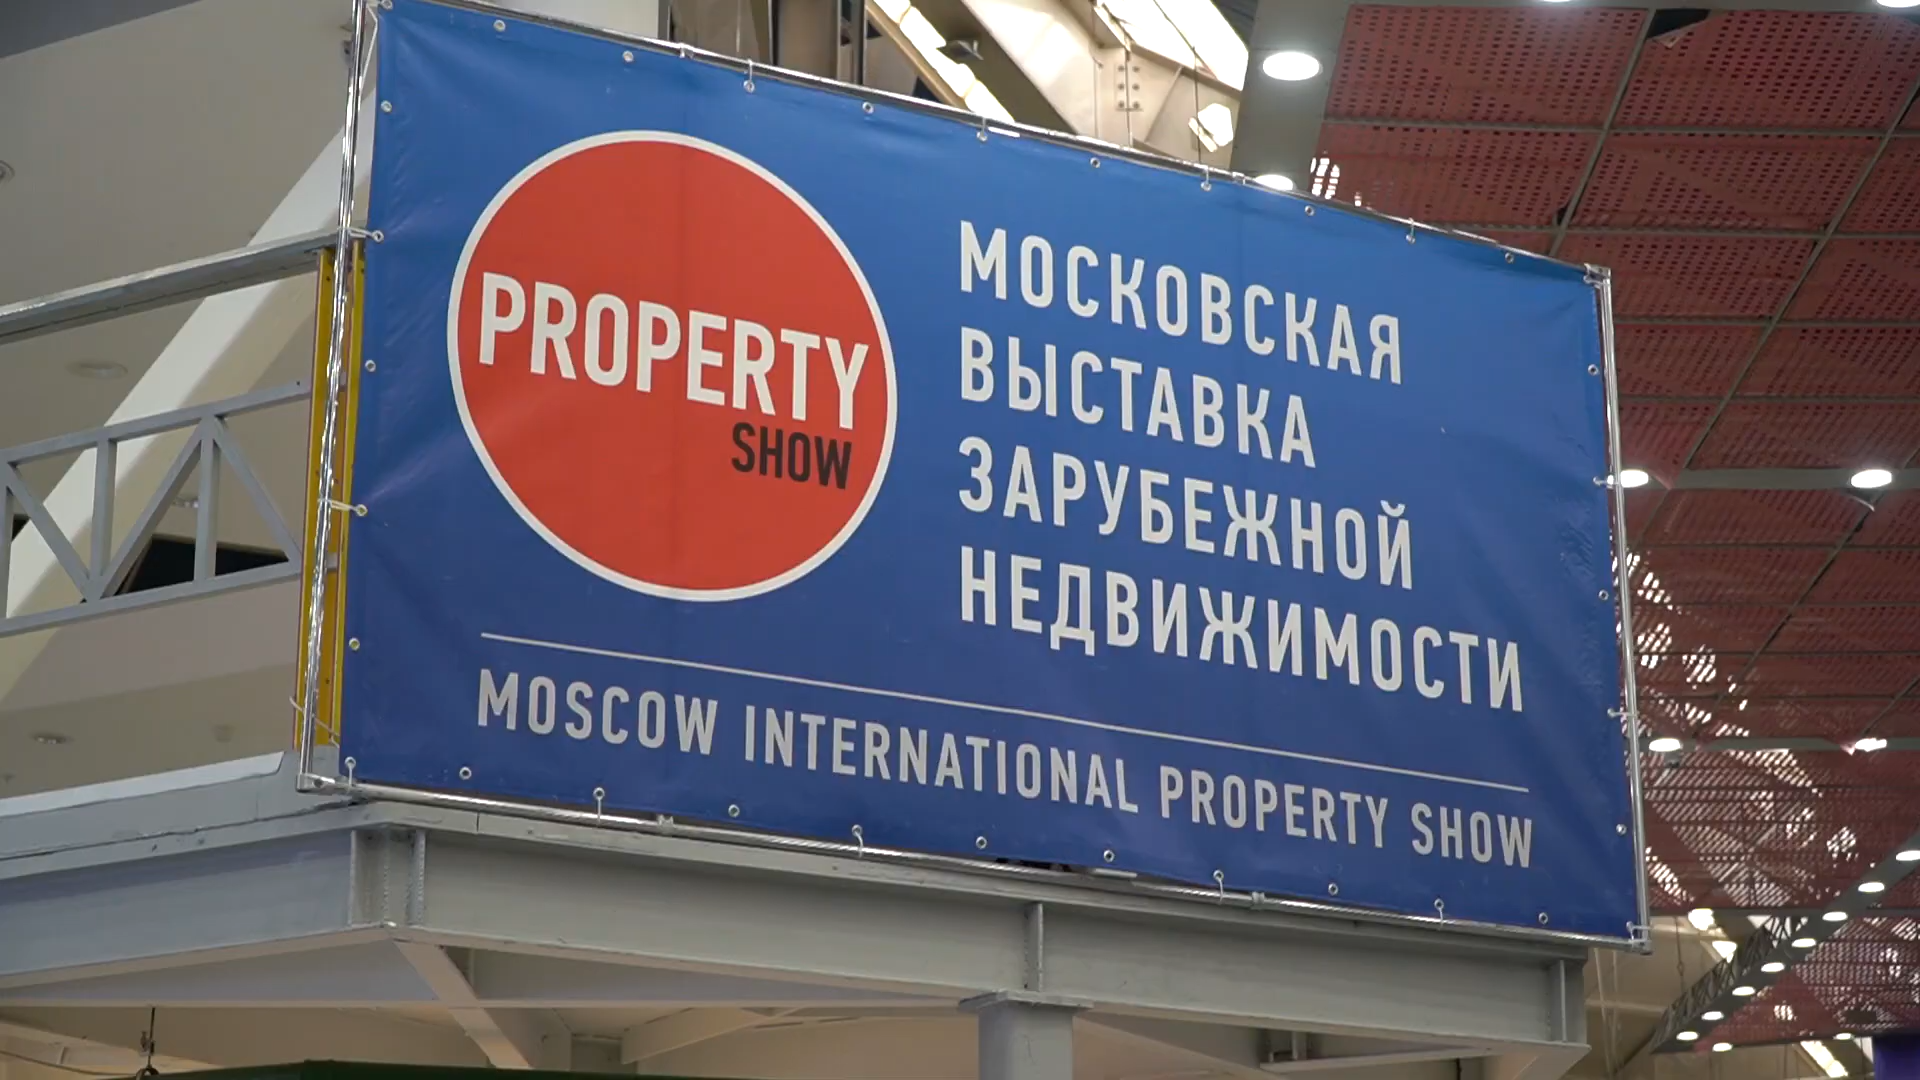 PROPERTY
SHOW
МОСКОВСКАЯ
ВЫСТАВКА
ЗАРУБЕЖНОЙ
НЕДВИЖИМОСТИ
MOSCOW INTERNATIONAL PROPERTY SHOW